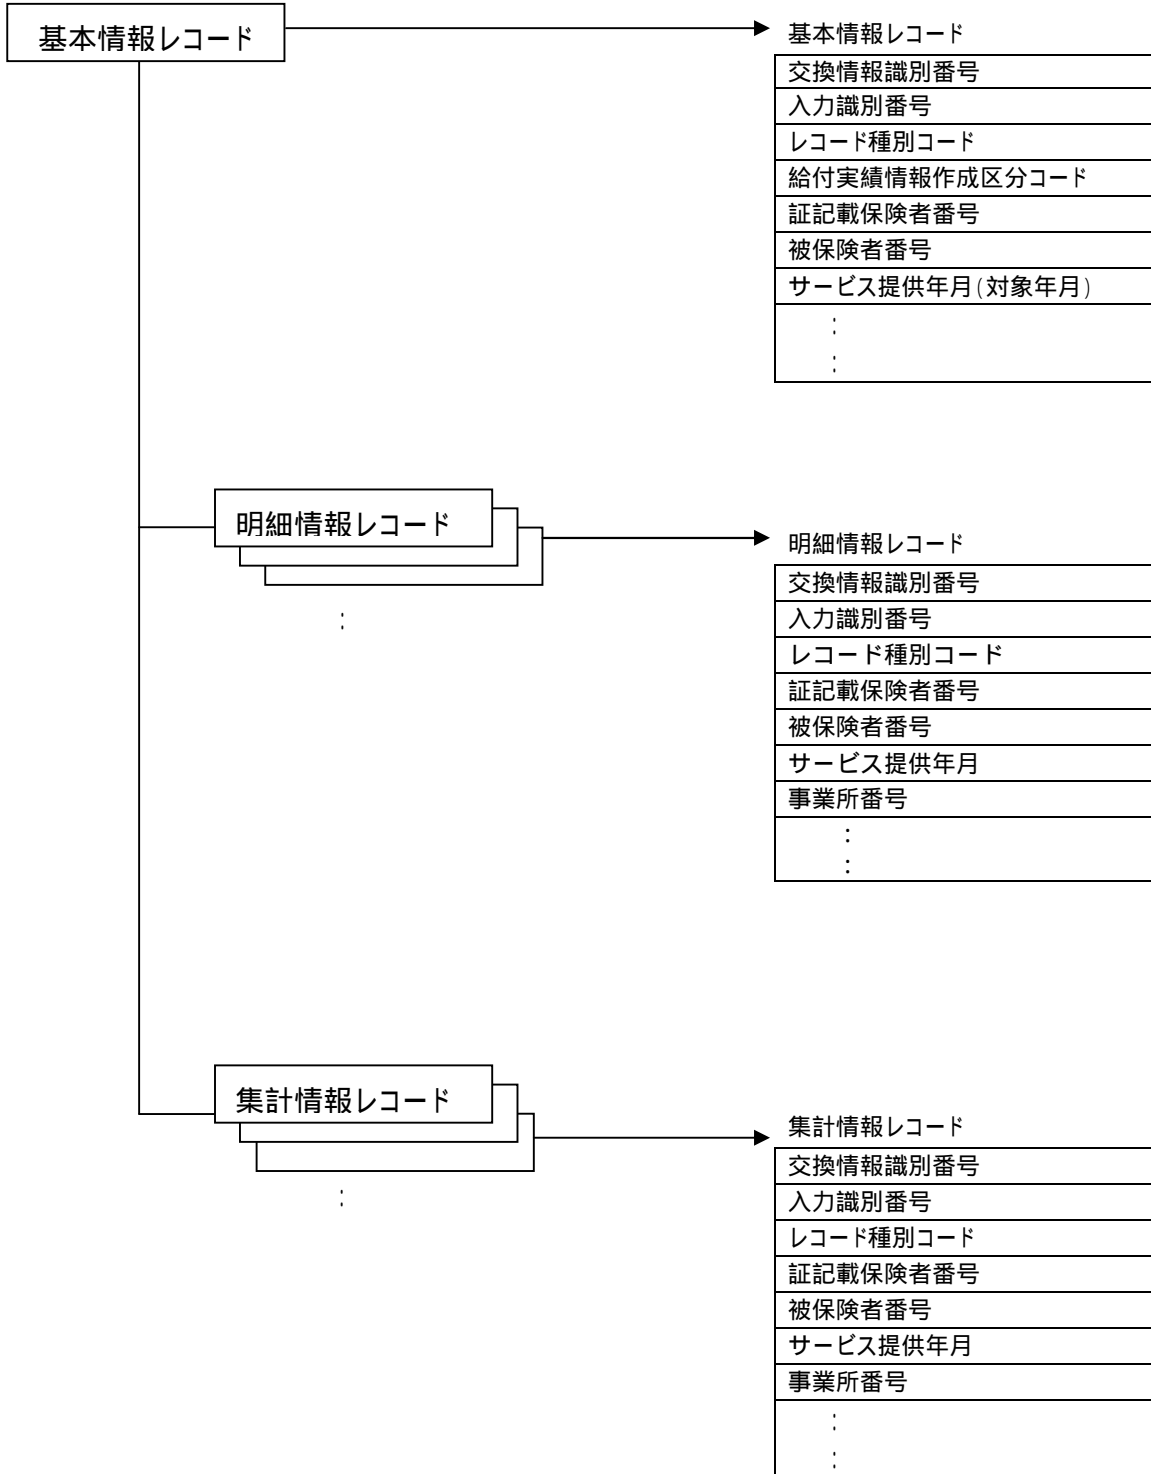 基本情報レコード
基本情報レコード
交換情報識別番号
入力識別番号
レコード種別コード
給付実績情報作成区分コード
証記載保険者番号
被保険者番号
サービス提供年月(対象年月)
:
:
明細情報レコード
:
明細情報レコード
交換情報識別番号
入力識別番号
レコード種別コード
証記載保険者番号
被保険者番号
サービス提供年月
事業所番号
:
:
集計情報レコード
:
集計情報レコード
交換情報識別番号
入力識別番号
レコード種別コード
証記載保険者番号
被保険者番号
サービス提供年月
事業所番号
:
: